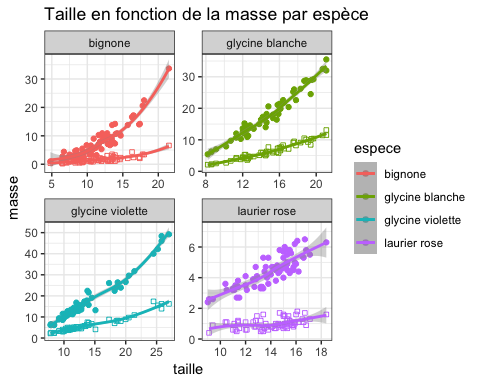 Taille en fonction de la masse par espèce
bignone
glycine blanche
30
20
10
0
5
10
15
20
30
20
10
0
8
12
16
20
glycine violette
laurier rose
50
40
30
20
10
0
10
15
20
25
6
4
2
0
10
12
14
16
18
masse
taille
espece
bignone
glycine blanche
glycine violette
laurier rose